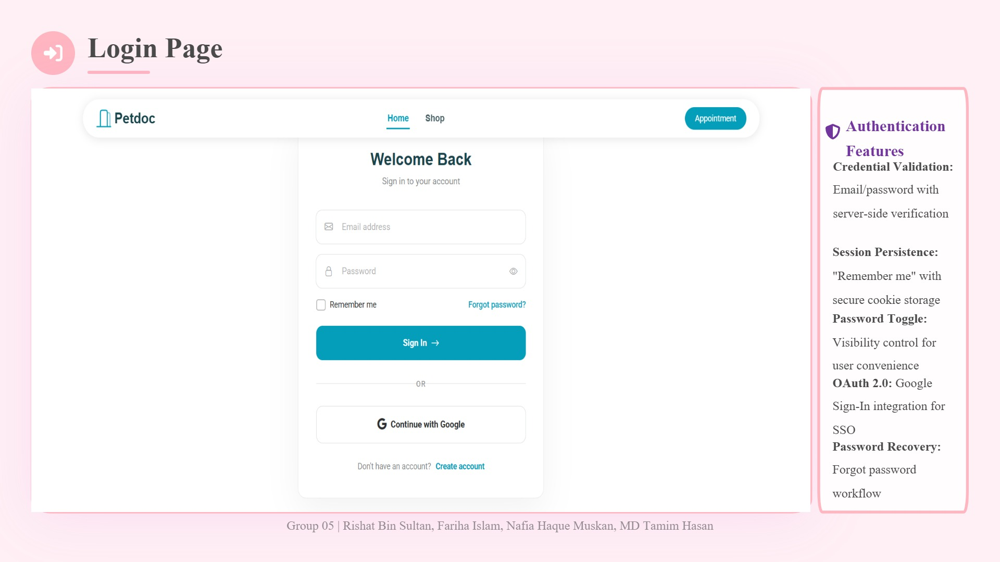 Login Page
Petdoc
Home
Shop
Appointment
Welcome Back
Sign in to your account
Email address
Password
Remember me
Forgot password?
Sign In →
OR
Continue with Google
Don't have an account? Create account
Authentication
Features
Credential Validation:
Email/password with
server-side verification
Session Persistence:
"Remember me" with
secure cookie storage
Password Toggle:
Visibility control for
user convenience
OAuth 2.0: Google
Sign-In integration for
SSO
Password Recovery:
Forgot password
workflow
Group 05 | Rishat Bin Sultan, Fariha Islam, Nafia Haque Muskan, MD Tamim Hasan